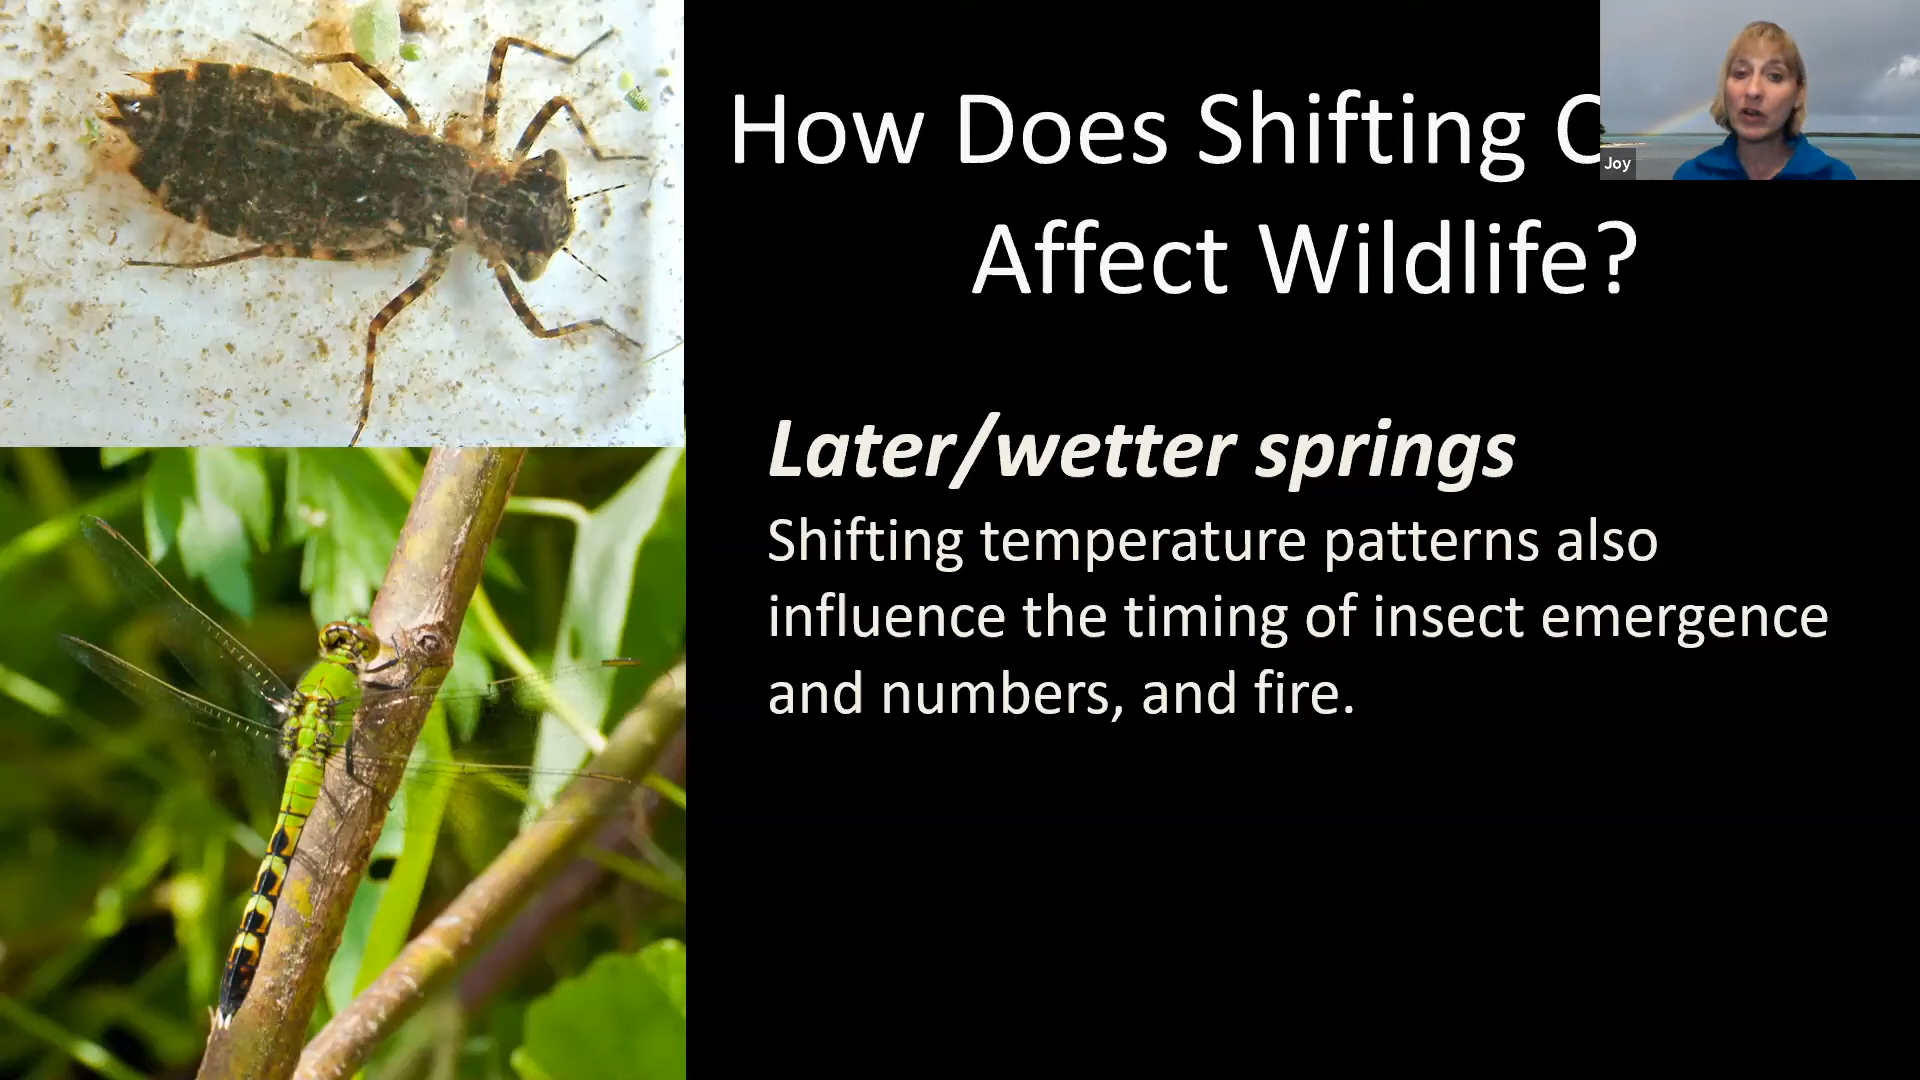 How Does Shifting
Affect Wildlife?
Joy
Later/wetter springs
Shifting temperature patterns also
influence the timing of insect emergence
and numbers, and fire.